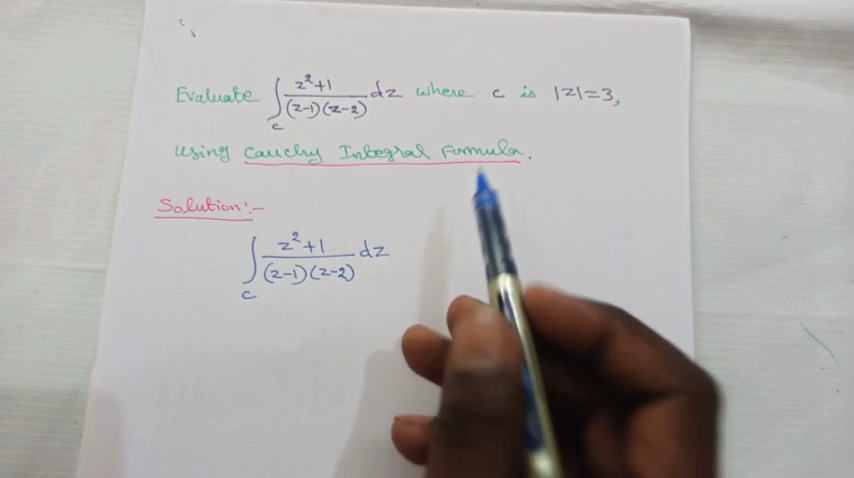 Evaluate ∫_C (z²+1)/((z-1)(z-2)) dz where c is |z|=3,
using Cauchy Integral Formula.
Solution:-
∫_C (z²+1)/((z-1)(z-2)) dz